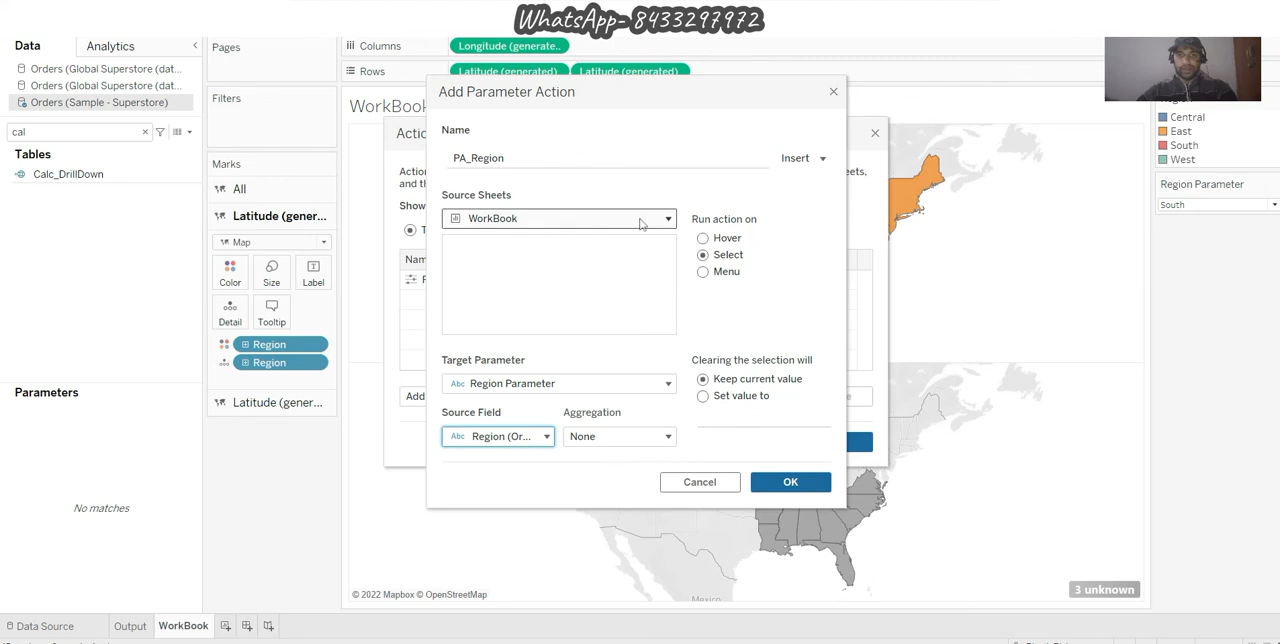 WhatsApp- 8433297972
Data
Analytics
Pages
Columns
Longitude (generate..
Rows
Latitude (generated)
Latitude (generated)
Orders (Global Superstore (dat...
Orders (Global Superstore (dat...
Orders (Sample - Superstore)
cal
Tables
Calc_DrillDown
Parameters
No matches
Filters
Marks
All
Latitude (gener...
Map
Color
Size
Label
Detail
Tooltip
Region
Region
Latitude (gener...
WorkBook
Add Parameter Action
Name
PA_Region
Insert
Source Sheets
WorkBook
Run action on
Hover
Select
Menu
Target Parameter
Abc Region Parameter
Clearing the selection will
Keep current value
Set value to
Source Field
Aggregation
Abc Region (Or...
None
Cancel
OK
Central
East
South
West
Region Parameter
South
Mexico
© 2022 Mapbox © OpenStreetMap
3 unknown
Data Source
Output
WorkBook